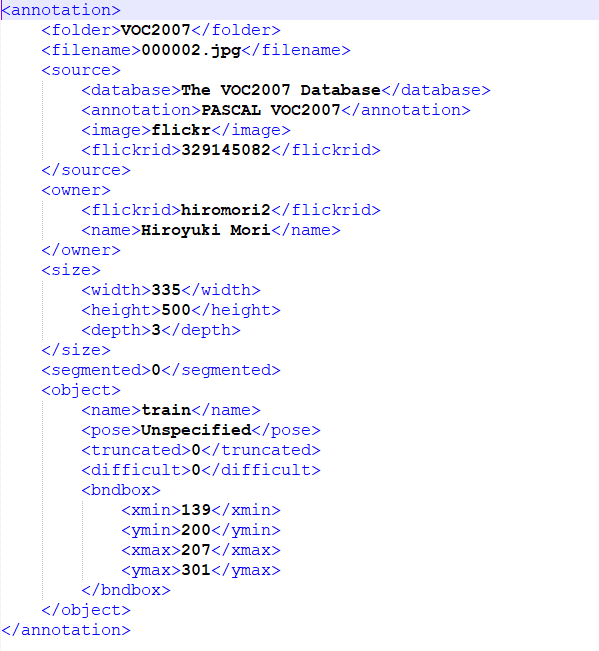 <annotation>
<folder>VOC2007</folder>
<filename>000002.jpg</filename>
<source>
<database>The VOC2007 Database</database>
<annotation>PASCAL VOC2007</annotation>
<image>flickr</image>
<flickrid>329145082</flickrid>
</source>
<owner>
<flickrid>hiromori2</flickrid>
<name>Hiroyuki Mori</name>
</owner>
<size>
<width>335</width>
<height>500</height>
<depth>3</depth>
</size>
<segmented>0</segmented>
<object>
<name>train</name>
<pose>Unspecified</pose>
<truncated>0</truncated>
<difficult>0</difficult>
<bndbox>
<xmin>139</xmin>
<ymin>200</ymin>
<xmax>207</xmax>
<ymax>301</ymax>
</bndbox>
</object>
</annotation>